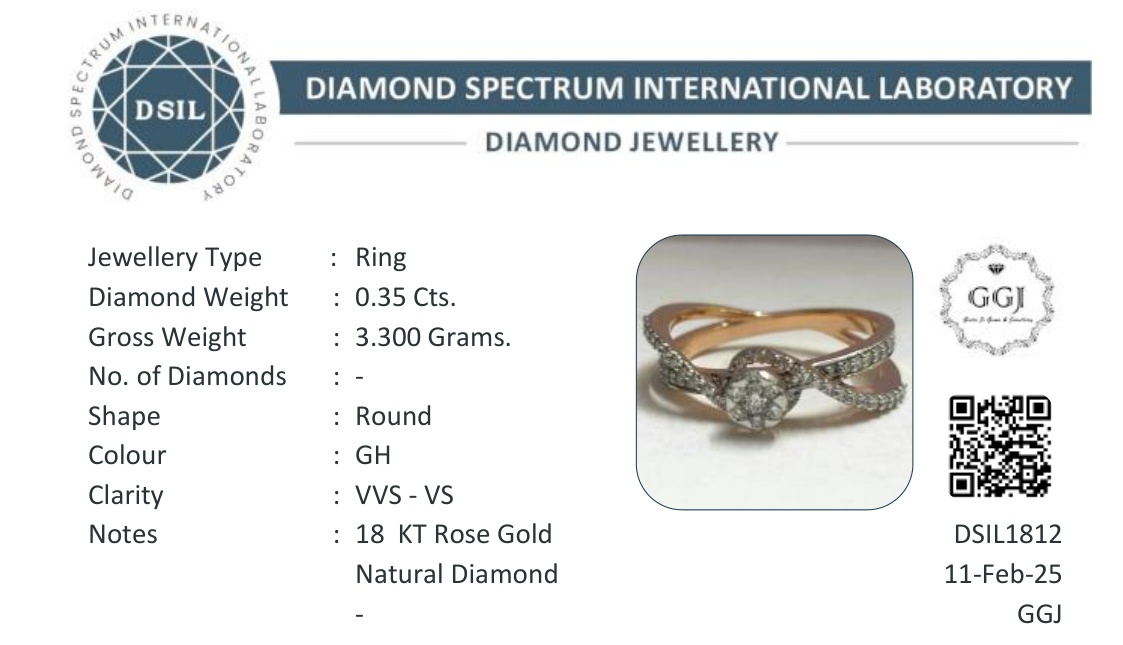 DIAMOND SPECTRUM INTERNATIONAL LABORATORY
DSIL
DIAMOND SPECTRUM INTERNATIONAL LABORATORY
DIAMOND JEWELLERY
Jewellery Type : Ring
Diamond Weight : 0.35 Cts.
Gross Weight : 3.300 Grams.
No. of Diamonds : -
Shape : Round
Colour : GH
Clarity : VVS - VS
Notes : 18 KT Rose Gold
Natural Diamond
-
GGJ
DSIL1812
11-Feb-25
GGJ